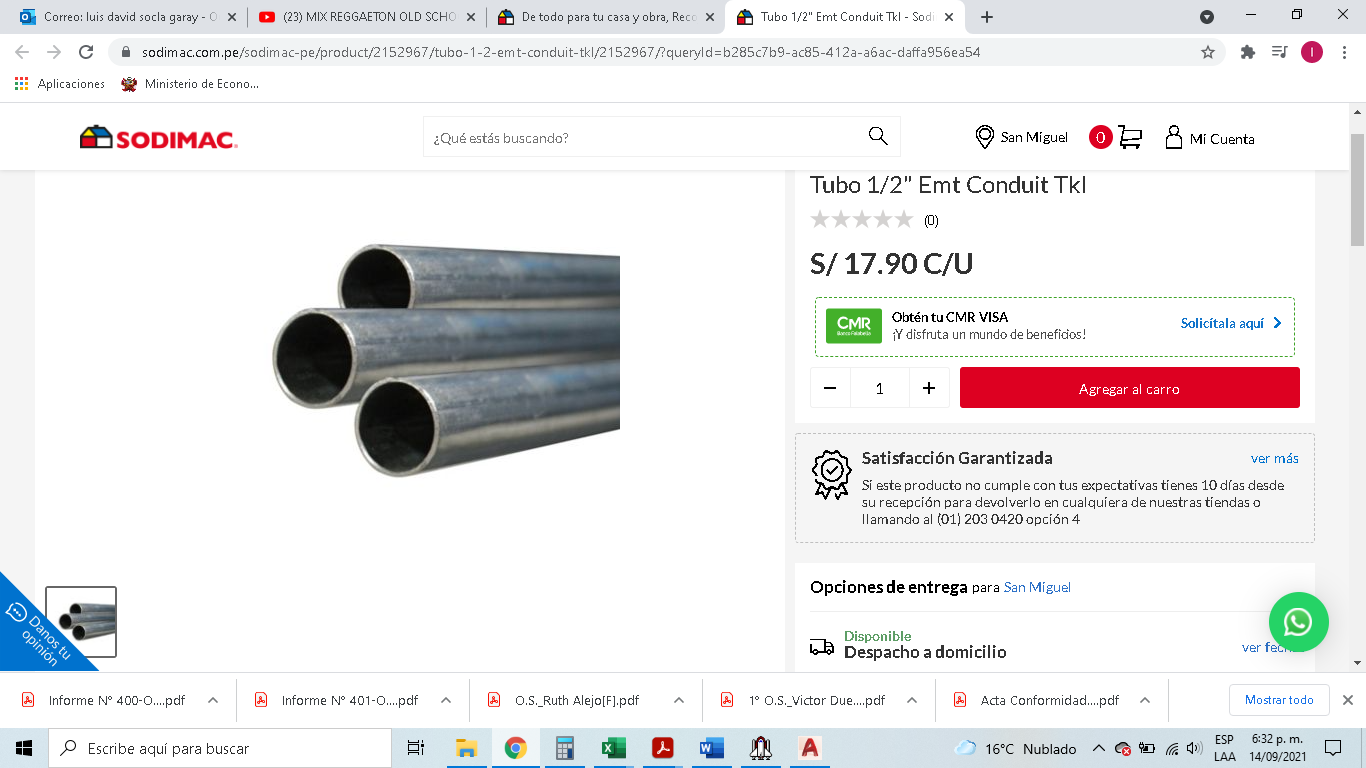 Correo: luis david socla garay - O
(23) MIX REGGAETON OLD SCHO
De todo para tu casa y obra, Reco
Tubo 1/2" Emt Conduit Tkl - Sodi
sodimac.com.pe/sodimac-pe/product/2152967/tubo-1-2-emt-conduit-tkl/2152967/?queryId=b285c7b9-ac85-412a-a6ac-daffa956ea54
I
Aplicaciones
Ministerio de Econo...
SODIMAC.
¿Qué estás buscando?
San Miguel
0
Mi Cuenta
Tubo 1/2" Emt Conduit Tkl
(0)
S/ 17.90 C/U
CMR
Banco Falabella
Obtén tu CMR VISA
¡Y disfruta un mundo de beneficios!
Solicítala aquí
1
Agregar al carro
Satisfacción Garantizada
ver más
Si este producto no cumple con tus expectativas tienes 10 días desde
su recepción para devolverlo en cualquiera de nuestras tiendas o
llamando al (01) 203 0420 opción 4
Opciones de entrega para San Miguel
Disponible
Despacho a domicilio
Danos tu
opinión
Informe N° 400-O....pdf
Informe N° 401-O....pdf
O.S._Ruth Alejo[F].pdf
1° O.S._Victor Due....pdf
Acta Conformidad....pdf
Mostrar todo
Escribe aquí para buscar
16°C Nublado
ESP
LAA
6:32 p. m.
14/09/2021